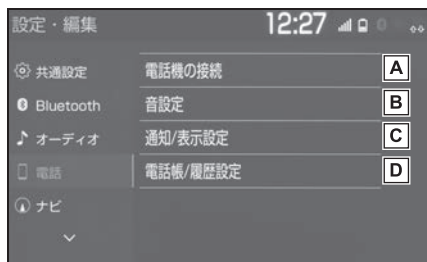 設定・編集 12:27
共通設定 電話機の接続 A
Bluetooth 音設定 B
オーディオ 通知/表示設定 C
電話 電話帳/履歴設定 D
ナビ